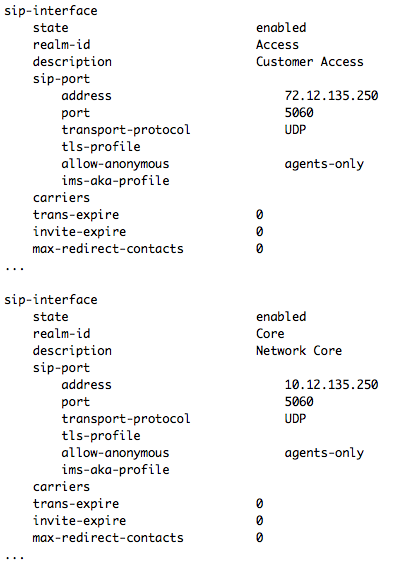 sip-interface
state enabled
realm-id Access
description Customer Access
sip-port
address 72.12.135.250
port 5060
transport-protocol UDP
tls-profile
allow-anonymous agents-only
ims-aka-profile
carriers
trans-expire 0
invite-expire 0
max-redirect-contacts 0
...
sip-interface
state enabled
realm-id Core
description Network Core
sip-port
address 10.12.135.250
port 5060
transport-protocol UDP
tls-profile
allow-anonymous agents-only
ims-aka-profile
carriers
trans-expire 0
invite-expire 0
max-redirect-contacts 0
...